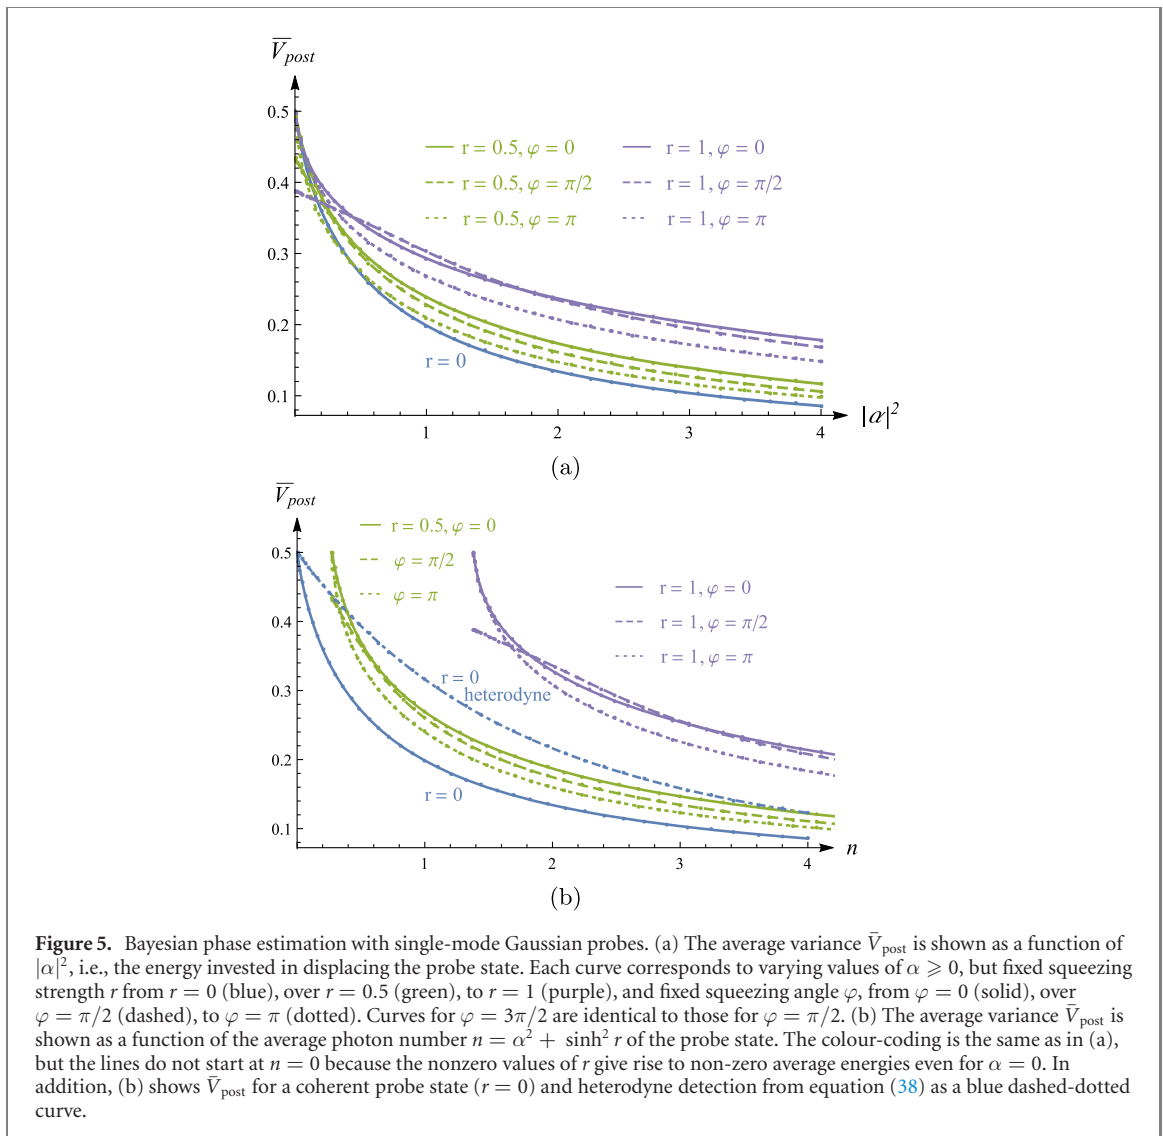 V̅post
0.5
r = 0.5, φ = 0
r = 1, φ = 0
0.4
r = 0.5, φ = π/2
r = 1, φ = π/2
r = 0.5, φ = π
r = 1, φ = π
0.3
0.2
r = 0
0.1
1
2
3
4
|α|²
(a)
V̅post
r = 0.5, φ = 0
0.5
φ = π/2
r = 1, φ = 0
φ = π
0.4
r = 1, φ = π/2
r = 1, φ = π
r = 0
heterodyne
0.3
0.2
r = 0
0.1
1
2
3
4
n
(b)
Figure 5. Bayesian phase estimation with single-mode Gaussian probes. (a) The average variance V̄post is shown as a function of
|α|², i.e., the energy invested in displacing the probe state. Each curve corresponds to varying values of α ⩾ 0, but fixed squeezing
strength r from r = 0 (blue), over r = 0.5 (green), to r = 1 (purple), and fixed squeezing angle φ, from φ = 0 (solid), over
φ = π/2 (dashed), to φ = π (dotted). Curves for φ = 3π/2 are identical to those for φ = π/2. (b) The average variance V̄post is
shown as a function of the average photon number n = α² + sinh² r of the probe state. The colour-coding is the same as in (a),
but the lines do not start at n = 0 because the nonzero values of r give rise to non-zero average energies even for α = 0. In
addition, (b) shows V̄post for a coherent probe state (r = 0) and heterodyne detection from equation (38) as a blue dashed-dotted
curve.